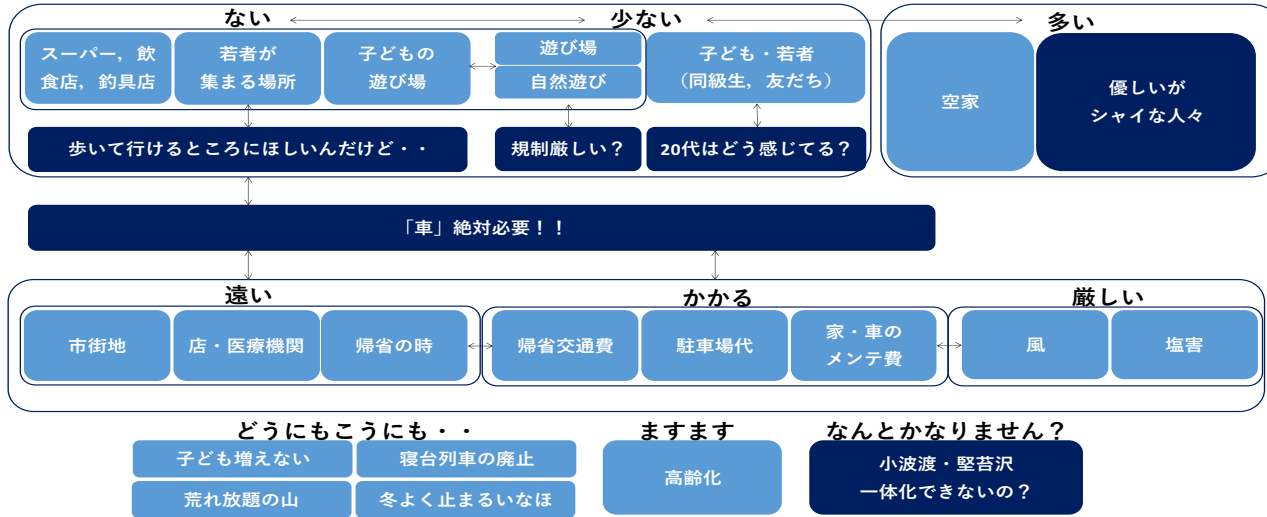 ない
少ない
多い
スーパー，飲
食店，釣具店
若者が
集まる場所
子どもの
遊び場
遊び場
自然遊び
子ども・若者
（同級生，友だち）
空家
優しいが
シャイな人々
歩いて行けるところにほしいんだけど・・
規制厳しい？
20代はどう感じてる？
「車」絶対必要！！
遠い
かかる
厳しい
市街地
店・医療機関
帰省の時
帰省交通費
駐車場代
家・車の
メンテ費
風
塩害
どうにもこうにも・・
ますます
なんとかなりません？
子ども増えない
寝台列車の廃止
荒れ放題の山
冬よく止まるいなほ
高齢化
小波渡・堅苔沢
一体化できないの？